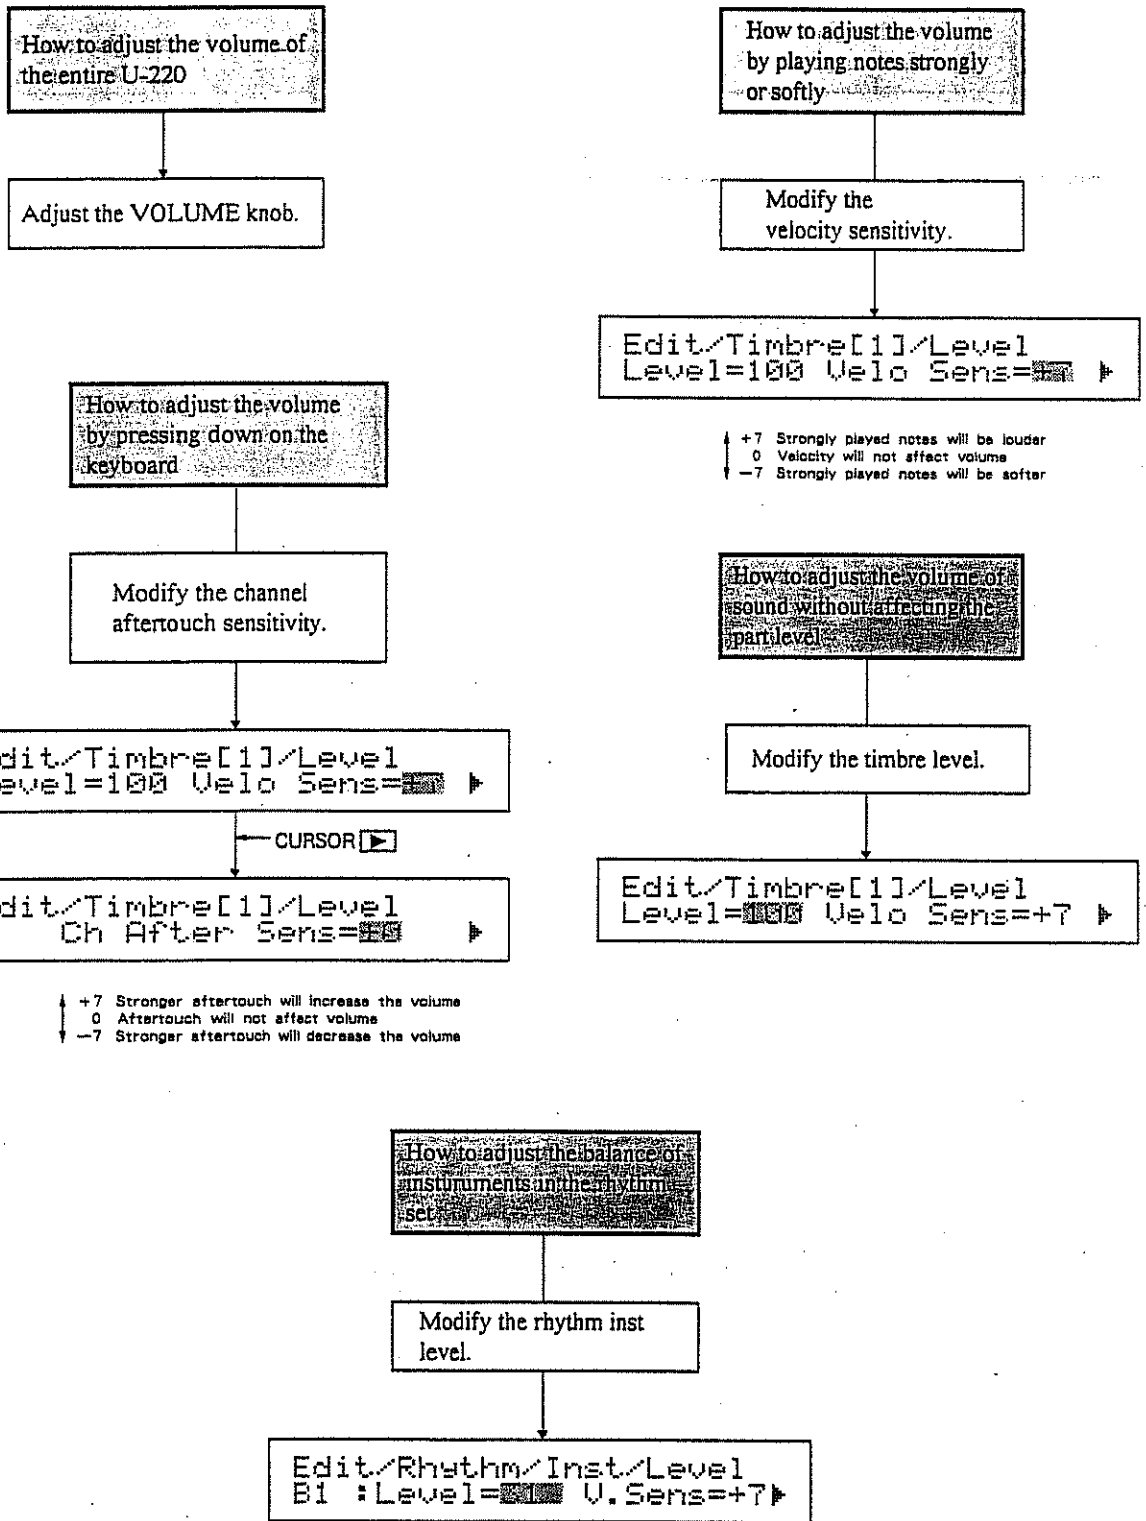 How to adjust the volume of
the entire U-220
Adjust the VOLUME knob.
How to adjust the volume
by playing notes strongly
or softly
Modify the
velocity sensitivity.
Edit/Timbre[1]/Level
Level=100 Velo Sens=+7
+7 Strongly played notes will be louder
0 Velocity will not affect volume
−7 Strongly played notes will be softer
How to adjust the volume
by pressing down on the
keyboard
Modify the channel
aftertouch sensitivity.
dit/Timbre[1]/Level
evel=100 Velo Sens=+7
CURSOR
dit/Timbre[1]/Level
Ch After Sens=
+7 Stronger aftertouch will increase the volume
0 Aftertouch will not affect volume
−7 Stronger aftertouch will decrease the volume
How to adjust the volume of
sound without affecting the
part level
Modify the timbre level.
Edit/Timbre[1]/Level
Level=100 Velo Sens=+7
How to adjust the balance of
insturuments in the rhythm
set
Modify the rhythm inst
level.
Edit/Rhythm/Inst/Level
B1 :Level= V.Sens=+7